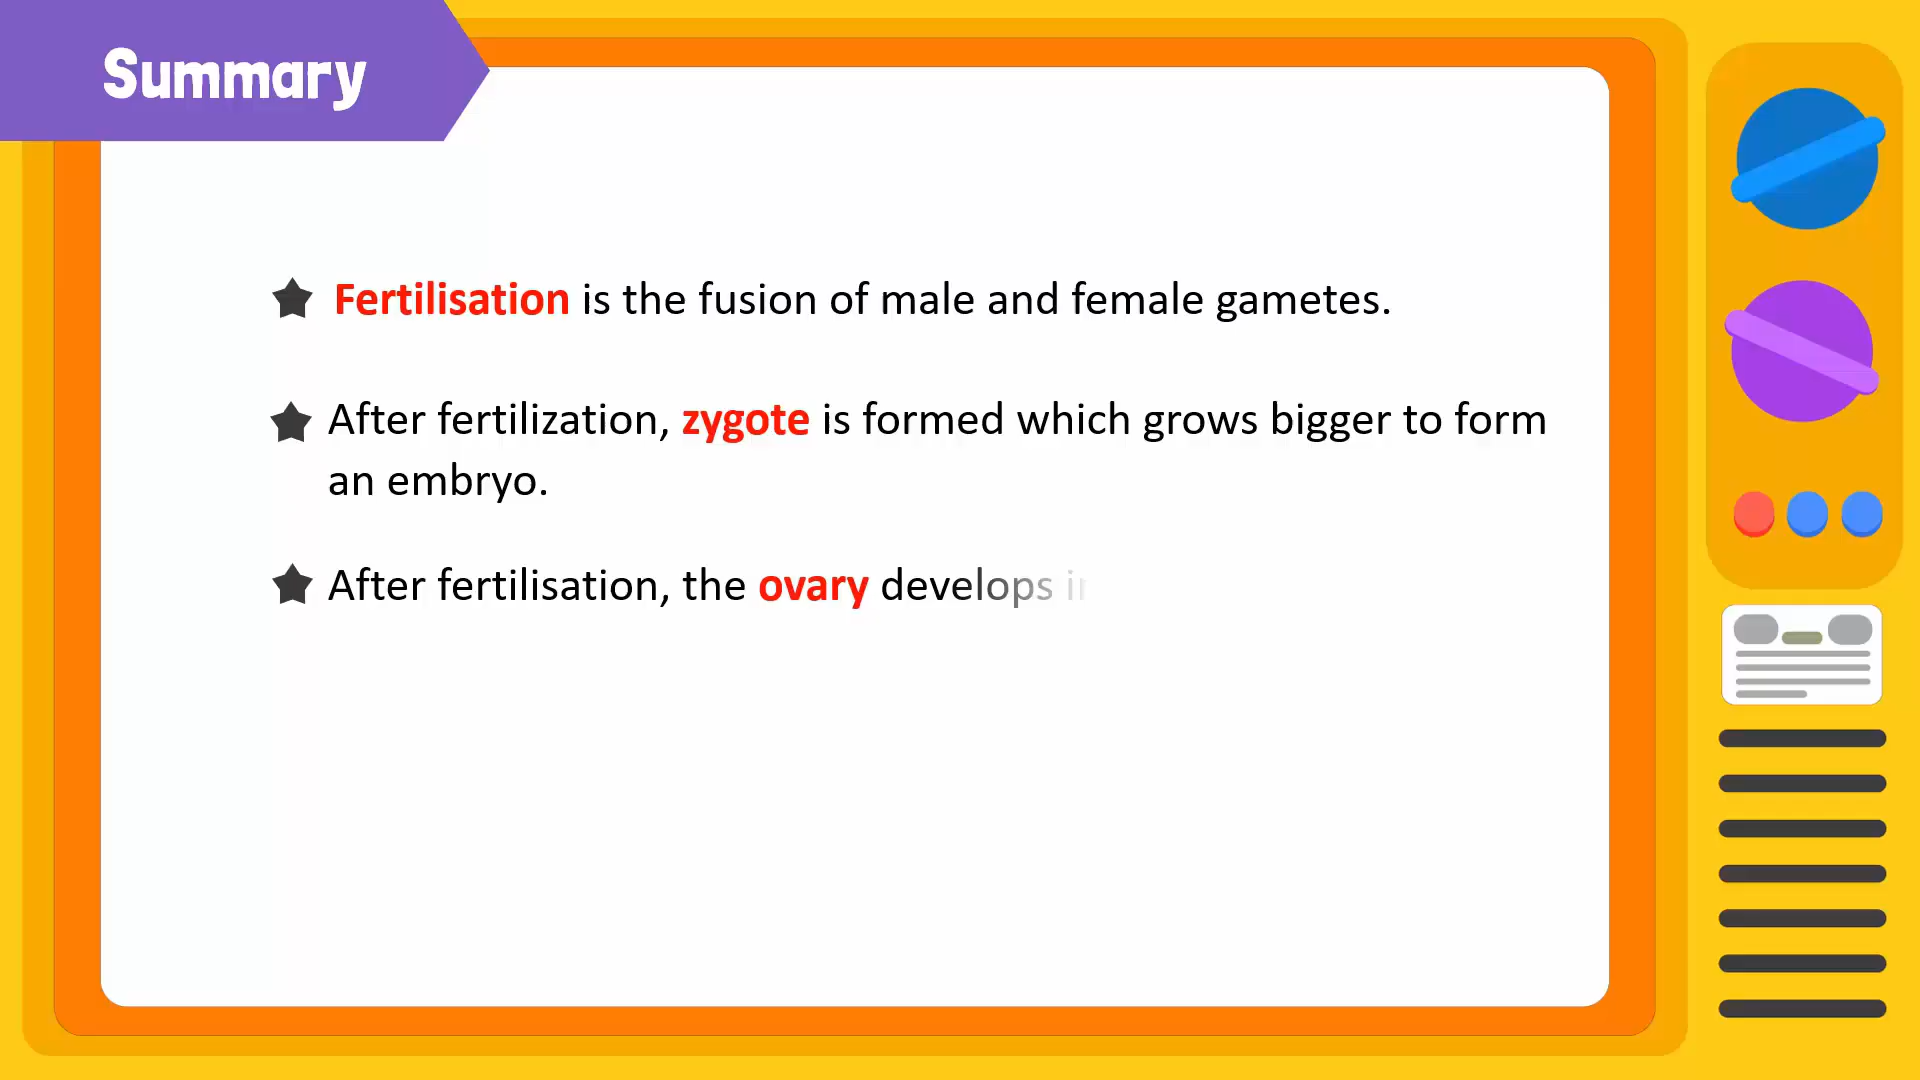 Summary
Fertilisation is the fusion of male and female gametes.
After fertilization, zygote is formed which grows bigger to form
an embryo.
After fertilisation, the ovary develops